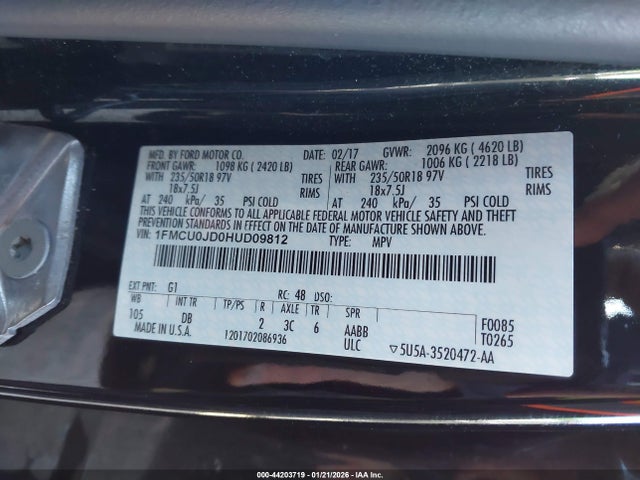 MFD. BY FORD MOTOR CO. 02/17 GVWR: 2096 KG ( 4620 LB)
FRONT GAWR: 1098 KG ( 2420 LB) REAR GAWR: 1006 KG ( 2218 LB)
WITH 235/50R18 97V TIRES WITH 235/50R18 97V TIRES
18x7.5J RIMS 18x7.5J RIMS
AT 240 kPa/ 35 PSI COLD AT 240 kPa/ 35 PSI COLD
THIS VEHICLE CONFORMS TO ALL APPLICABLE FEDERAL MOTOR VEHICLE SAFETY AND THEFT
PREVENTION STANDARDS IN EFFECT ON THE DATE OF MANUFACTURE SHOWN ABOVE.
VIN: 1FMCU0JD0HUD09812 TYPE: MPV
EXT PNT: G1 RC: 48 DSO:
WB INT TR TP/PS R AXLE TR SPR
105 DB 2 3C 6 AABB F0085
MADE IN U.S.A. 1201702086936 ULC ▽5U5A-3520472-AA T0265
000-44203719 - 01/21/2026 - IAA Inc.